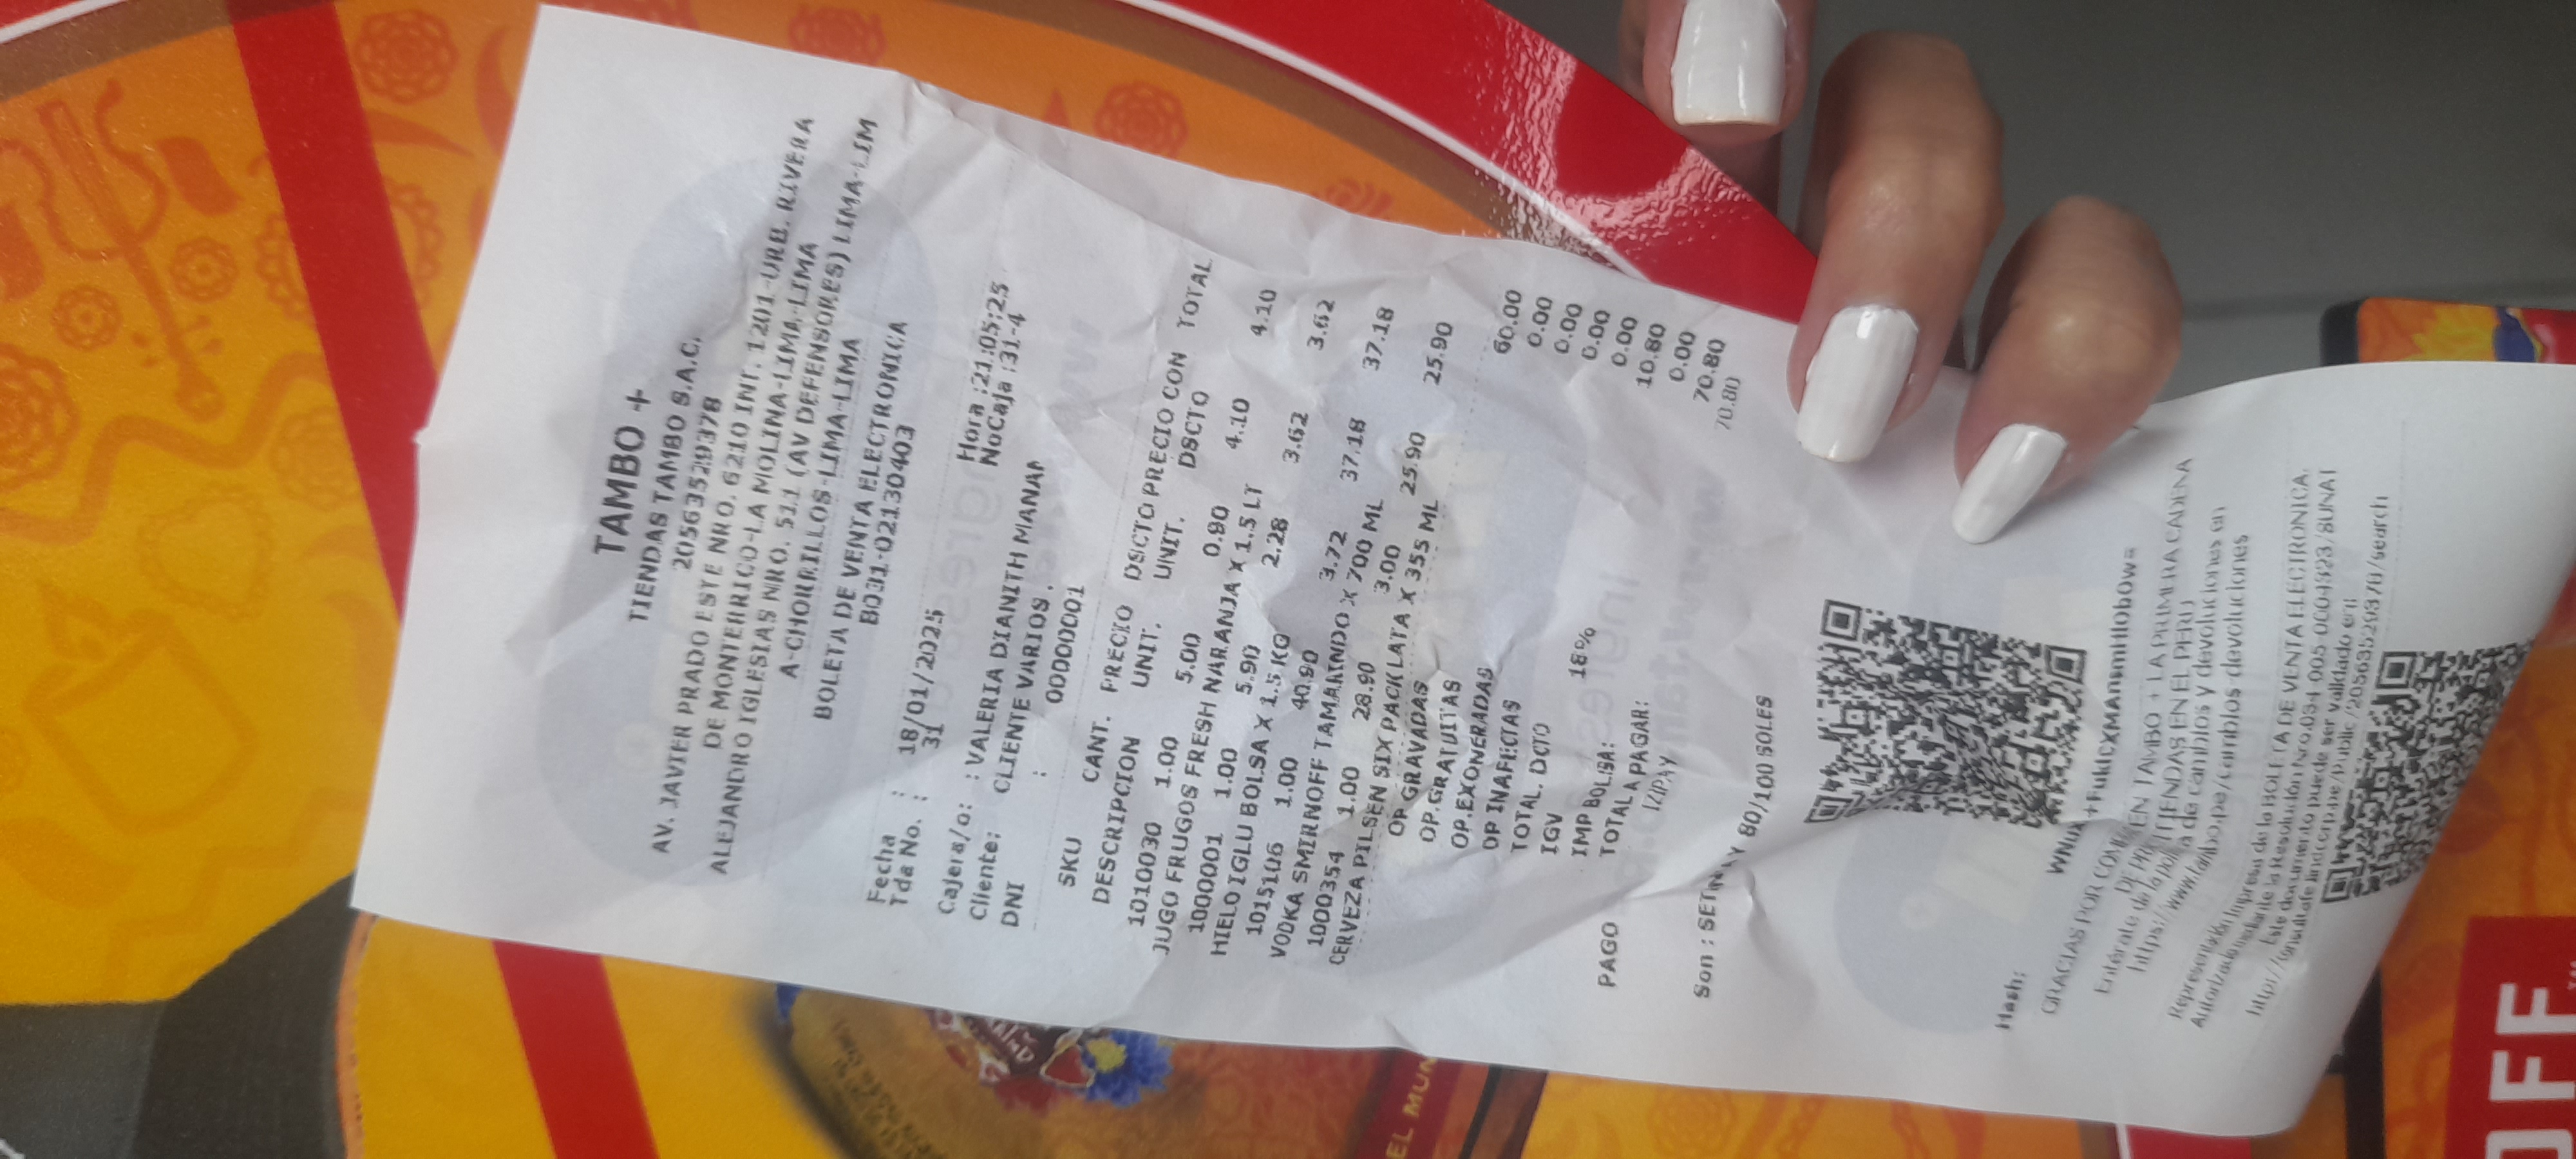 TAMBO +
TIENDAS TAMBO S.A.C.
20563529378
AV. JAVIER PRADO ESTE NRO. 6210 INT. 1201-URB. RIVERA
DE MONTERRICO-LA MOLINA-LIMA-LIMA
ALEJANDRO IGLESIAS NRO. 511 (AV DEFENSORES) LIMA-LIM
A-CHORRILLOS-LIMA-LIMA
BOLETA DE VENTA ELECTRONICA
B031-02130403
Fecha : 18/01/2025 Hora :21:05:25
Tda No. : 31 NoCaja :31-4
Cajera/o: : VALERIA DIANITH MANAN
Cliente: CLIENTE VARIOS .
DNI : 00000001
SKU CANT. PRECIO DSCTO PRECIO CON TOTAL
DESCRIPCION UNIT. UNIT. DSCTO
1010030 1.00 5.00 0.90 4.10 4.10
JUGO FRUGOS FRESH NARANJA X 1.5 LT
1000001 1.00 5.90 2.28 3.62 3.62
HIELO IGLU BOLSA X 1.5 KG
1015106 1.00 40.90 3.72 37.18 37.18
VODKA SMIRNOFF TAMARINDO X 700 ML
1000354 1.00 28.90 3.00 25.90 25.90
CERVEZA PILSEN SIX PACK LATA X 355 ML
OP GRAVADAS 60.00
OP.GRATUITAS 0.00
OP.EXONERADAS 0.00
OP INAFECTAS 0.00
TOTAL. DCTO 0.00
IGV 18% 10.80
IMP BOLSA: 0.00
TOTAL A PAGAR: 70.80
PAGO IZIPAY 70.80
Son : Y 80/100 SOLES
Hash:
GRACIAS POR EN TAMBO + LA PRIMERA CADENA
DE TIENDAS EN EL PERU
Entérate de la de cambios y devoluciones en
https://www.tambo.pe/cambios-devoluciones
Representación Impresa de la BOLETA DE VENTA ELECTRONICA.
Autorizado mediante la Resolución Nro.034-005-0004323/SUNAT
Este documento puede ser validado en:
http://consultafe.lindcorp.pe/Public/20563529378/search
EL MUN
OFF